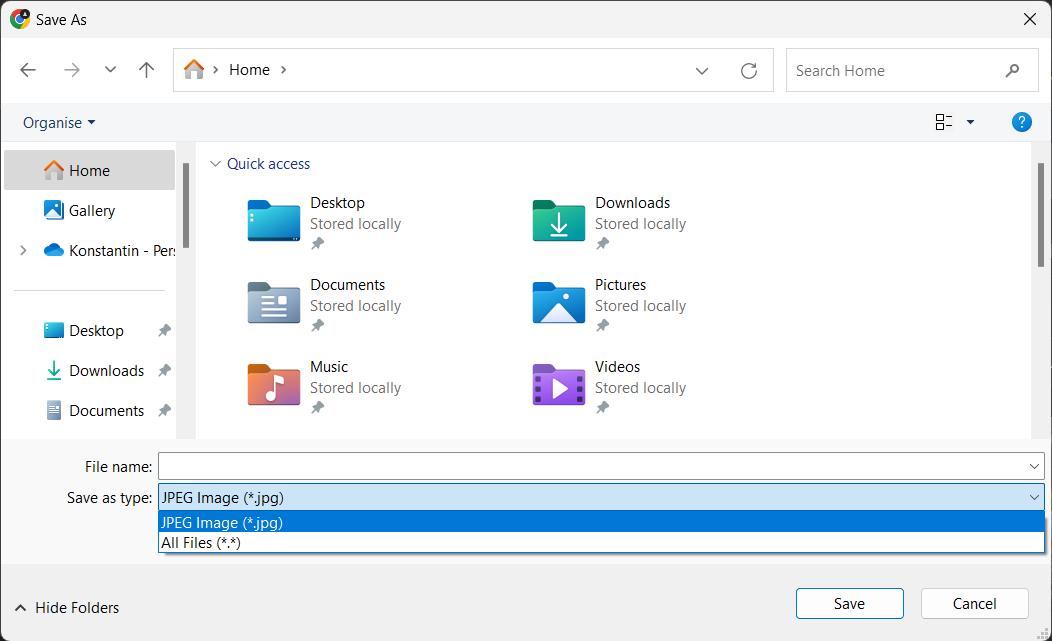 Save As
Home
Search Home
Organise
?
Home
Gallery
Konstantin - Pers
Desktop
Downloads
Documents
Quick access
Desktop
Stored locally
Downloads
Stored locally
Documents
Stored locally
Pictures
Stored locally
Music
Stored locally
Videos
Stored locally
File name:
Save as type: JPEG Image (*.jpg)
JPEG Image (*.jpg)
All Files (*.*)
Hide Folders
Save
Cancel